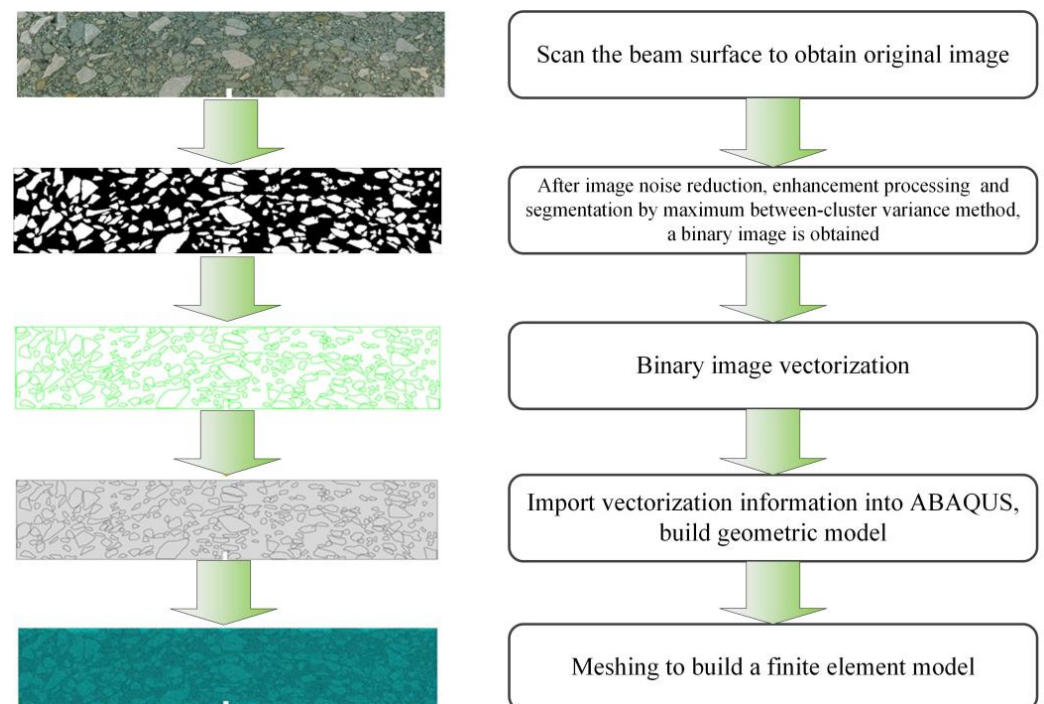 Scan the beam surface to obtain original image
After image noise reduction, enhancement processing and
segmentation by maximum between-cluster variance method,
a binary image is obtained
Binary image vectorization
Import vectorization information into ABAQUS,
build geometric model
Meshing to build a finite element model